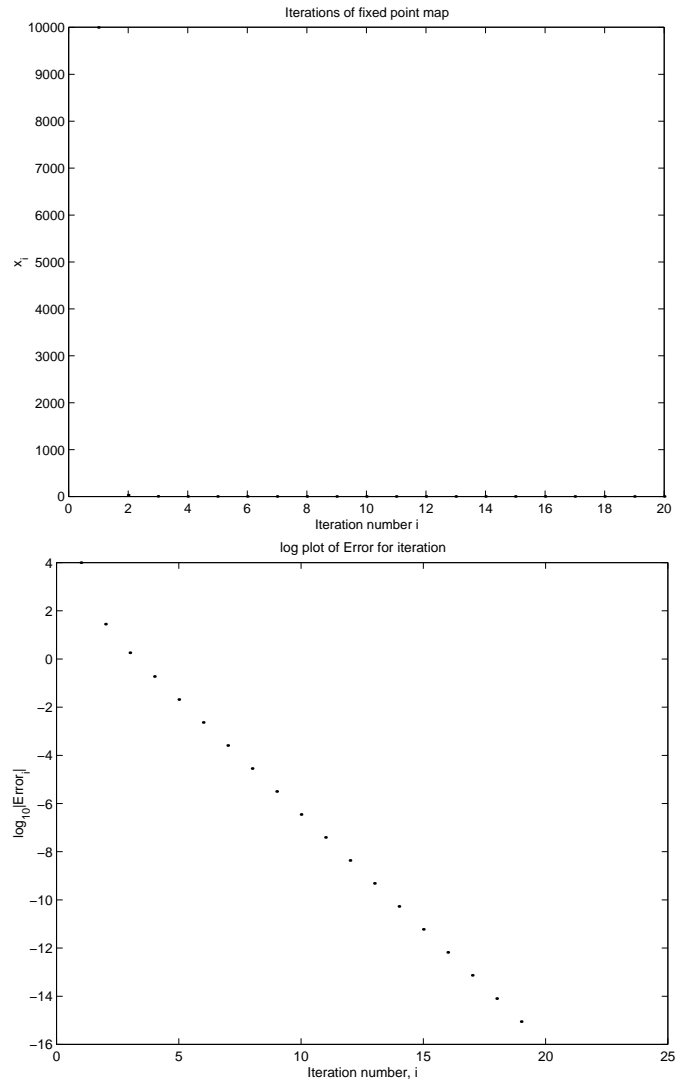 Iterations of fixed point map
10000
9000
8000
7000
6000
5000
4000
3000
2000
1000
0
x_i
0 2 4 6 8 10 12 14 16 18 20
Iteration number i
log plot of Error for iteration
4
2
0
−2
−4
−6
−8
−10
−12
−14
−16
log_10|Error_i|
0 5 10 15 20 25
Iteration number, i